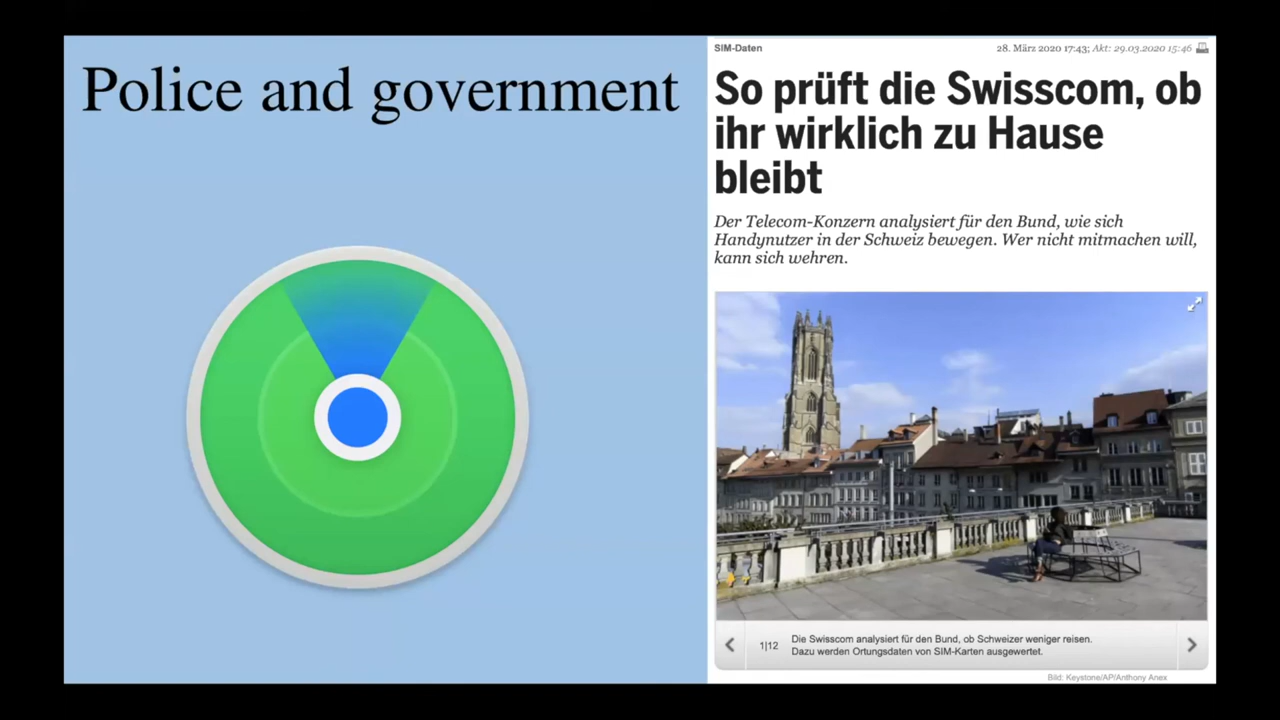 Police and government
SIM-Daten
28. März 2020 17:43; Akt: 29.03.2020 15:46
So prüft die Swisscom, ob
ihr wirklich zu Hause
bleibt
Der Telecom-Konzern analysiert für den Bund, wie sich
Handynutzer in der Schweiz bewegen. Wer nicht mitmachen will,
kann sich wehren.
1|12
Die Swisscom analysiert für den Bund, ob Schweizer weniger reisen.
Dazu werden Ortungsdaten von SIM-Karten ausgewertet.
Bild: Keystone/AP/Anthony Anex